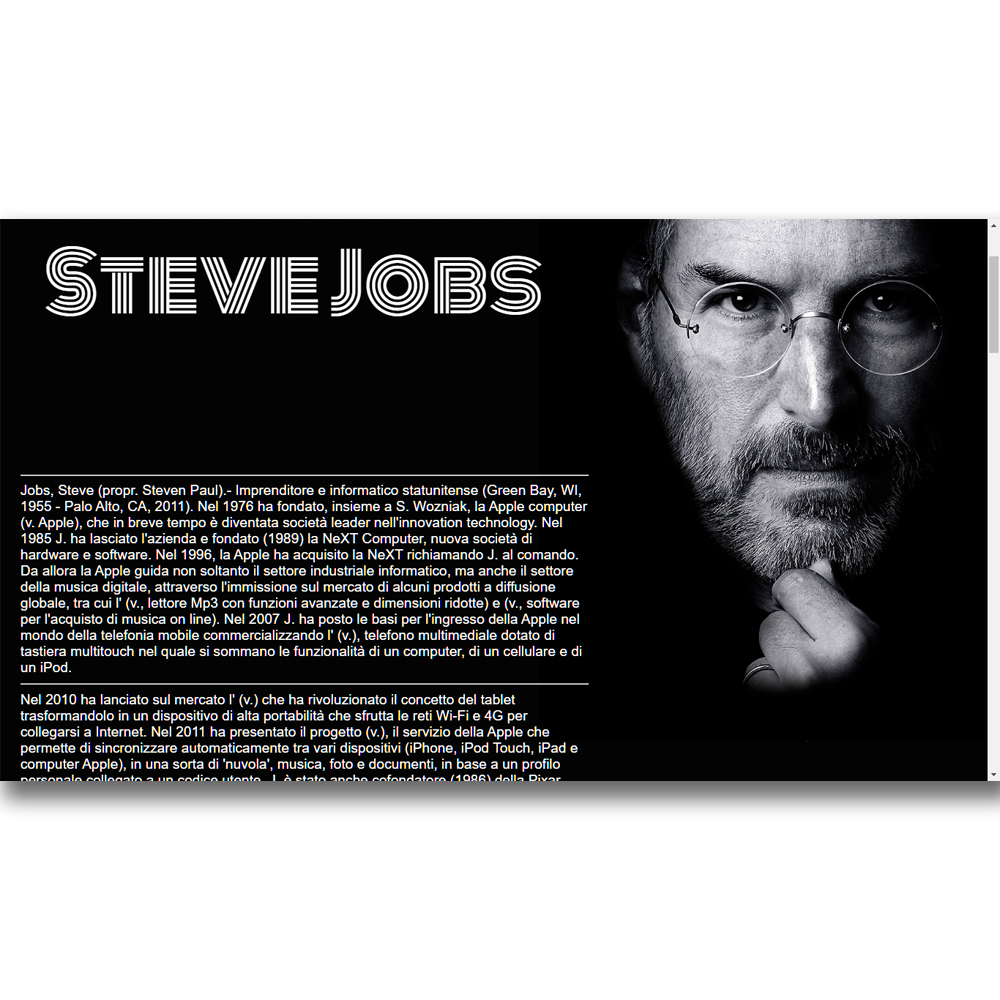 STEVE JOBS
Jobs, Steve (propr. Steven Paul).- Imprenditore e informatico statunitense (Green Bay, WI,
1955 - Palo Alto, CA, 2011). Nel 1976 ha fondato, insieme a S. Wozniak, la Apple computer
(v. Apple), che in breve tempo è diventata società leader nell'innovation technology. Nel
1985 J. ha lasciato l'azienda e fondato (1989) la NeXT Computer, nuova società di
hardware e software. Nel 1996, la Apple ha acquisito la NeXT richiamando J. al comando.
Da allora la Apple guida non soltanto il settore industriale informatico, ma anche il settore
della musica digitale, attraverso l'immissione sul mercato di alcuni prodotti a diffusione
globale, tra cui l' (v., lettore Mp3 con funzioni avanzate e dimensioni ridotte) e (v., software
per l'acquisto di musica on line). Nel 2007 J. ha posto le basi per l'ingresso della Apple nel
mondo della telefonia mobile commercializzando l' (v.), telefono multimediale dotato di
tastiera multitouch nel quale si sommano le funzionalità di un computer, di un cellulare e di
un iPod.
Nel 2010 ha lanciato sul mercato l' (v.) che ha rivoluzionato il concetto del tablet
trasformandolo in un dispositivo di alta portabilità che sfrutta le reti Wi-Fi e 4G per
collegarsi a Internet. Nel 2011 ha presentato il progetto (v.), il servizio della Apple che
permette di sincronizzare automaticamente tra vari dispositivi (iPhone, iPod Touch, iPad e
computer Apple), in una sorta di 'nuvola', musica, foto e documenti, in base a un profilo
personale collegato a un codice utente. J. è stato anche cofondatore (1986) della Pixar